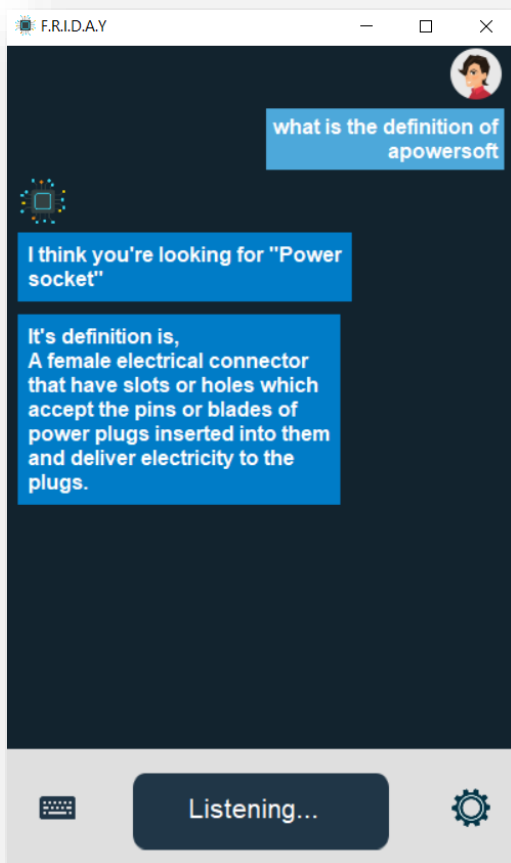 F.R.I.D.A.Y
what is the definition of
apowersoft
I think you're looking for "Power
socket"
It's definition is,
A female electrical connector
that have slots or holes which
accept the pins or blades of
power plugs inserted into them
and deliver electricity to the
plugs.
Listening...